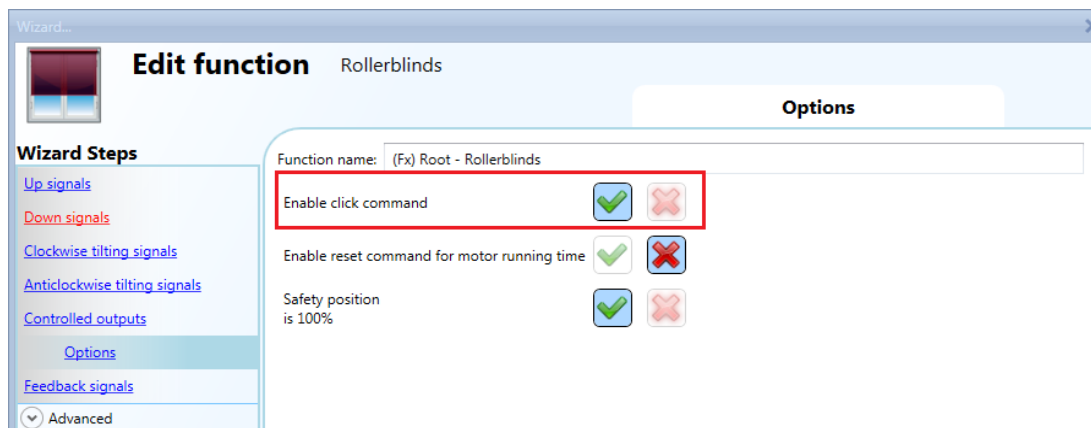 Wizard...
Edit function Rollerblinds
Options
Wizard Steps
Up signals
Down signals
Clockwise tilting signals
Anticlockwise tilting signals
Controlled outputs
Options
Feedback signals
Advanced
Function name: (Fx) Root - Rollerblinds
Enable click command
Enable reset command for motor running time
Safety position
is 100%